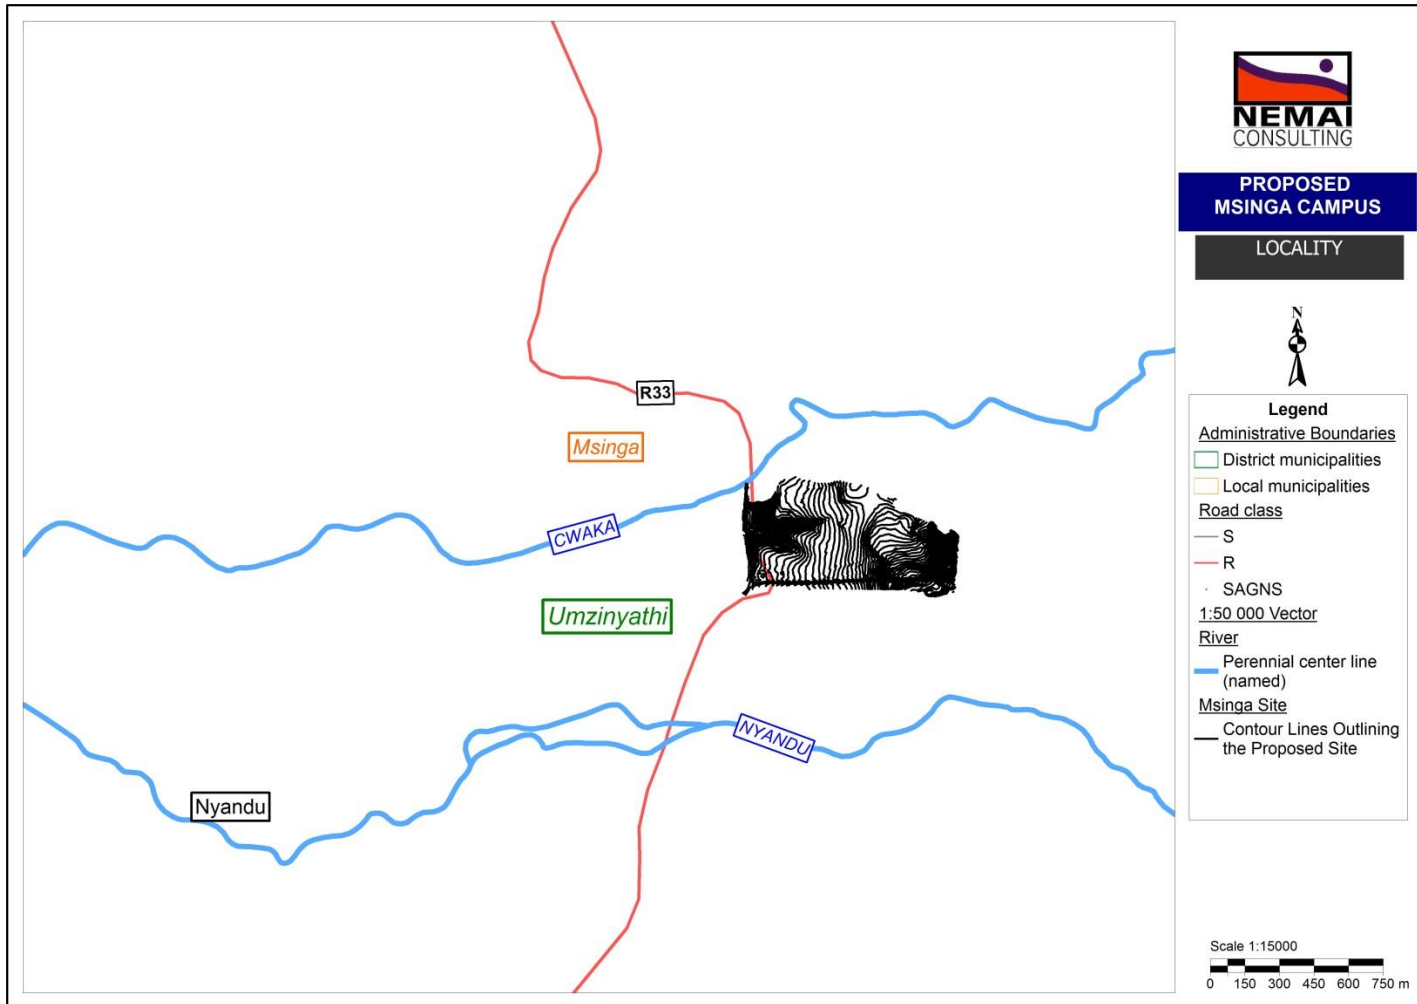 NEMAI
CONSULTING
PROPOSED
MSINGA CAMPUS
LOCALITY
N
R33
Msinga
CWAKA
Umzinyathi
NYANDU
Nyandu
Legend
Administrative Boundaries
District municipalities
Local municipalities
Road class
S
R
SAGNS
1:50 000 Vector
River
Perennial center line
(named)
Msinga Site
Contour Lines Outlining
the Proposed Site
Scale 1:15000
0 150 300 450 600 750 m